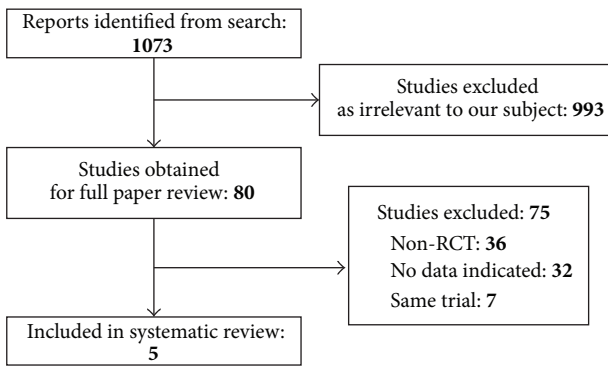 Reports identified from search:
1073
Studies excluded
as irrelevant to our subject: 993
Studies obtained
for full paper review: 80
Studies excluded: 75
Non-RCT: 36
No data indicated: 32
Same trial: 7
Included in systematic review:
5